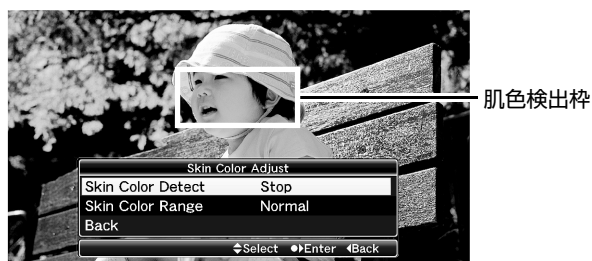 肌色検出枠
Skin Color Adjust
Skin Color Detect Stop
Skin Color Range Normal
Back
Select Enter Back